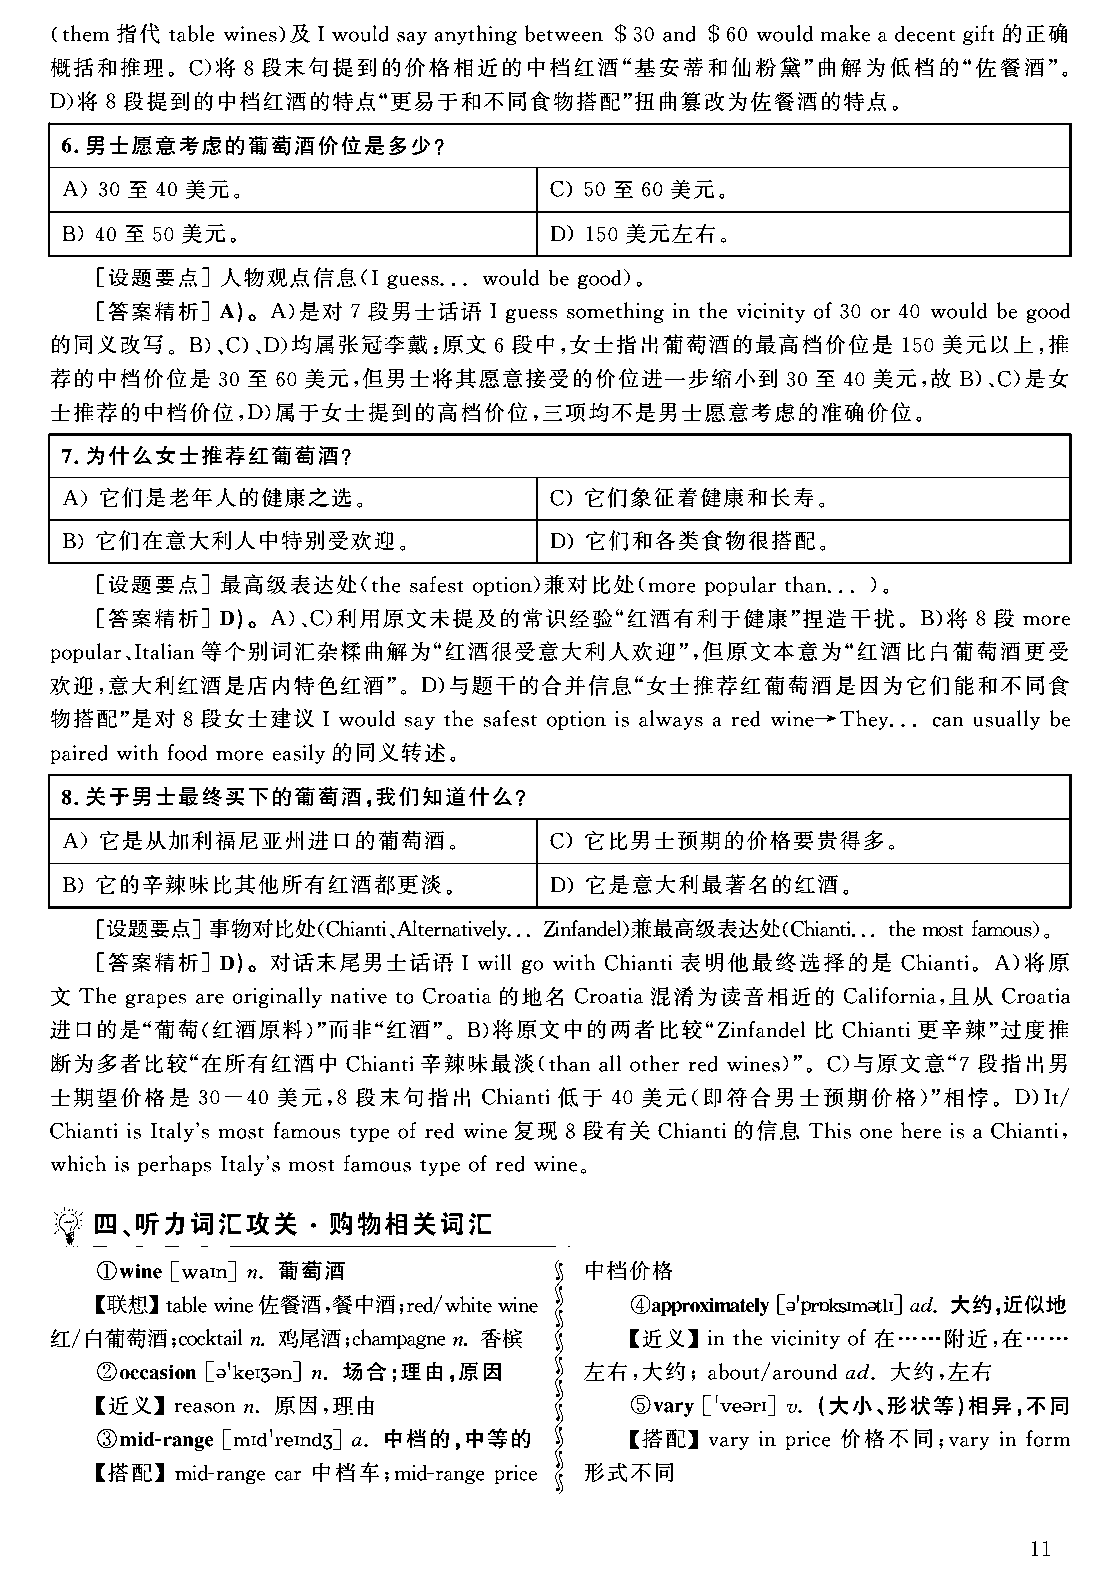 (them 指代 table wines)及 I would say anything between ＄30 and ＄60 would make a decent gift 的正确
概括和推理。C)将 8 段末句提到的价格相近的中档红酒“基安蒂和仙粉黛”曲解为低档的“佐餐酒”。
D)将 8 段提到的中档红酒的特点“更易于和不同食物搭配”扭曲篡改为佐餐酒的特点。
6. 男士愿意考虑的葡萄酒价位是多少?
A) 30 至 40 美元。
C) 50 至 60 美元。
B) 40 至 50 美元。
D) 150 美元左右。
[设题要点] 人物观点信息(I guess... would be good)。
[答案精析] A)。A)是对 7 段男士话语 I guess something in the vicinity of 30 or 40 would be good
的同义改写。B)、C)、D)均属张冠李戴:原文 6 段中,女士指出葡萄酒的最高档价位是 150 美元以上,推
荐的中档价位是 30 至 60 美元,但男士将其愿意接受的价位进一步缩小到 30 至 40 美元,故 B)、C)是女
士推荐的中档价位,D)属于女士提到的高档价位,三项均不是男士愿意考虑的准确价位。
7. 为什么女士推荐红葡萄酒?
A) 它们是老年人的健康之选。
C) 它们象征着健康和长寿。
B) 它们在意大利人中特别受欢迎。
D) 它们和各类食物很搭配。
[设题要点] 最高级表达处(the safest option)兼对比处(more popular than... )。
[答案精析] D)。A)、C)利用原文未提及的常识经验“红酒有利于健康”捏造干扰。B)将 8 段 more
popular、Italian 等个别词汇杂糅曲解为“红酒很受意大利人欢迎”,但原文本意为“红酒比白葡萄酒更受
欢迎,意大利红酒是店内特色红酒”。D)与题干的合并信息“女士推荐红葡萄酒是因为它们能和不同食
物搭配”是对 8 段女士建议 I would say the safest option is always a red wine→They... can usually be
paired with food more easily 的同义转述。
8. 关于男士最终买下的葡萄酒,我们知道什么?
A) 它是从加利福尼亚州进口的葡萄酒。
C) 它比男士预期的价格要贵得多。
B) 它的辛辣味比其他所有红酒都更淡。
D) 它是意大利最著名的红酒。
[设题要点] 事物对比处(Chianti、Alternatively... Zinfandel)兼最高级表达处(Chianti... the most famous)。
[答案精析] D)。对话末尾男士话语 I will go with Chianti 表明他最终选择的是 Chianti。A)将原
文 The grapes are originally native to Croatia 的地名 Croatia 混淆为读音相近的 California,且从 Croatia
进口的是“葡萄(红酒原料)”而非“红酒”。B)将原文中的两者比较“Zinfandel 比 Chianti 更辛辣”过度推
断为多者比较“在所有红酒中 Chianti 辛辣味最淡(than all other red wines)”。C)与原文意“7 段指出男
士期望价格是 30－40 美元,8 段末句指出 Chianti 低于 40 美元(即符合男士预期价格)”相悖。D)It/
Chianti is Italy's most famous type of red wine 复现 8 段有关 Chianti 的信息 This one here is a Chianti,
which is perhaps Italy's most famous type of red wine。
四、听力词汇攻关·购物相关词汇
①wine [waɪn] n. 葡萄酒
【联想】table wine 佐餐酒,餐中酒;red/white wine
红/白葡萄酒;cocktail n. 鸡尾酒;champagne n. 香槟
②occasion [ə'keɪʒən] n. 场合;理由,原因
【近义】reason n. 原因,理由
③mid-range [mɪd'reɪndʒ] a. 中档的,中等的
【搭配】mid-range car 中档车;mid-range price
中档价格
④approximately [ə'prɒksɪmətlɪ] ad. 大约,近似地
【近义】in the vicinity of 在……附近,在……
左右,大约; about/around ad. 大约,左右
⑤vary ['veərɪ] v. (大小、形状等)相异,不同
【搭配】vary in price 价格不同;vary in form
形式不同
11